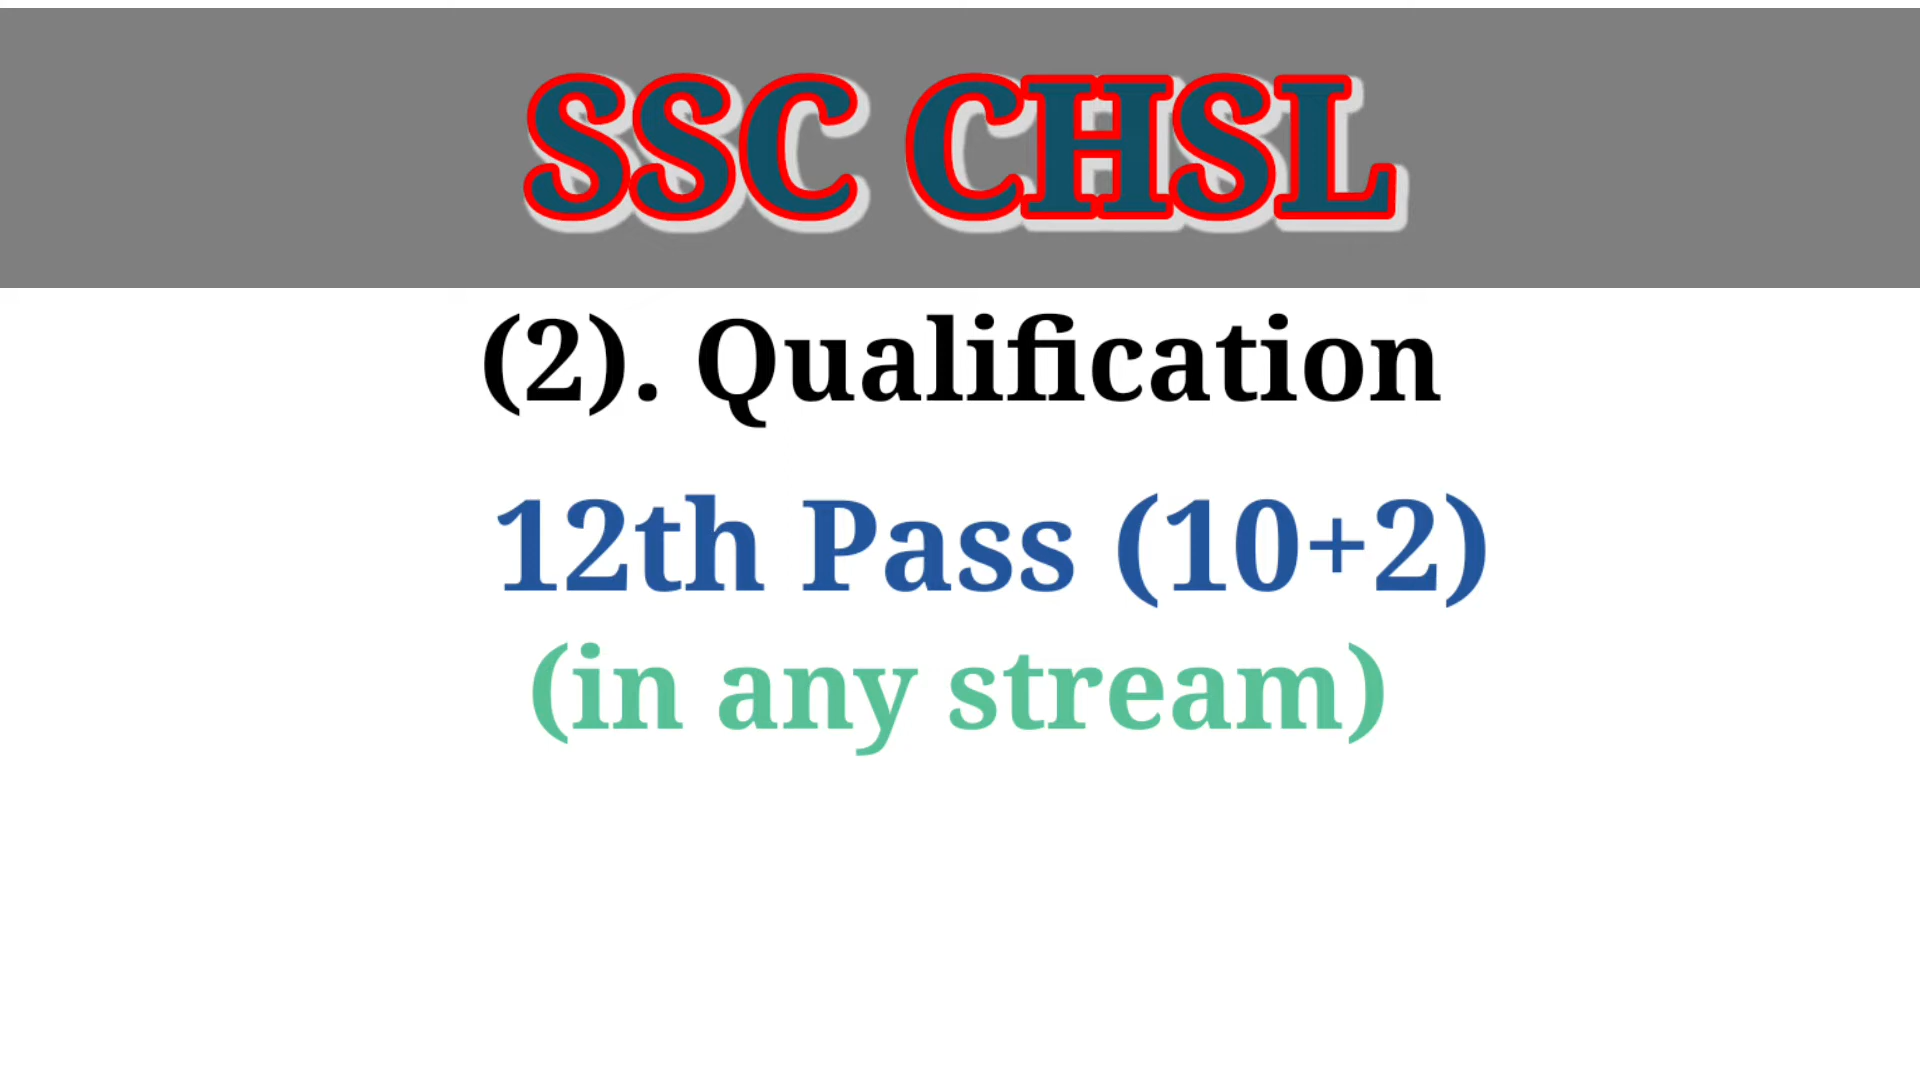 SSC CHSL
(2). Qualification
12th Pass (10+2)
(in any stream)